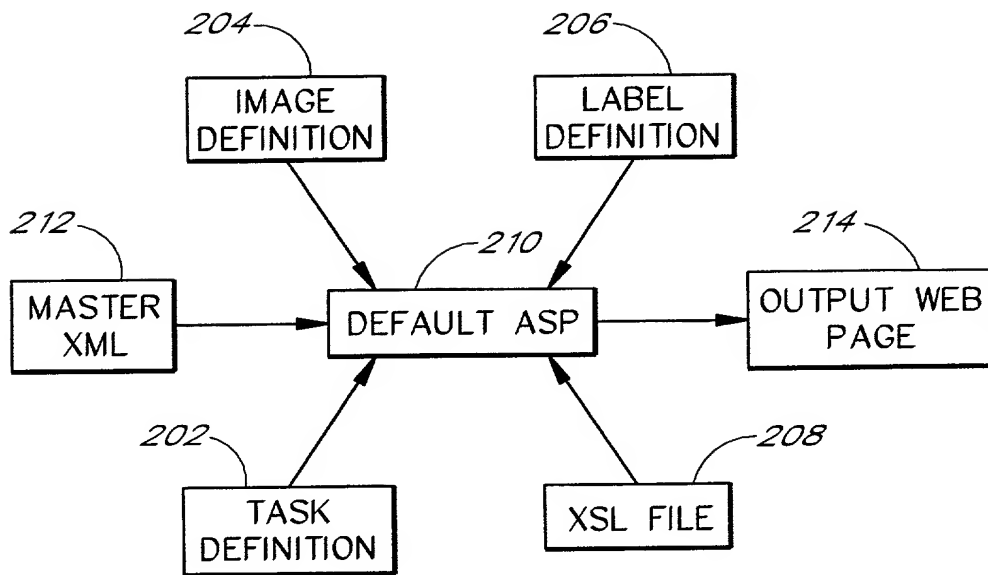 204
206
IMAGE
DEFINITION
LABEL
DEFINITION
212
210
214
MASTER
XML
DEFAULT ASP
OUTPUT WEB
PAGE
202
208
TASK
DEFINITION
XSL FILE